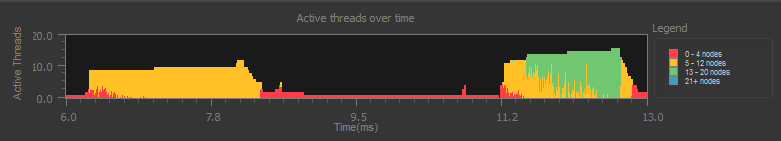 Active threads over time
Legend
Active Threads
20.0
10.0
0.0
0 - 4 nodes
5 - 12 nodes
13 - 20 nodes
21+ nodes
6.0 7.8 9.5 11.2 13.0
Time(ms)